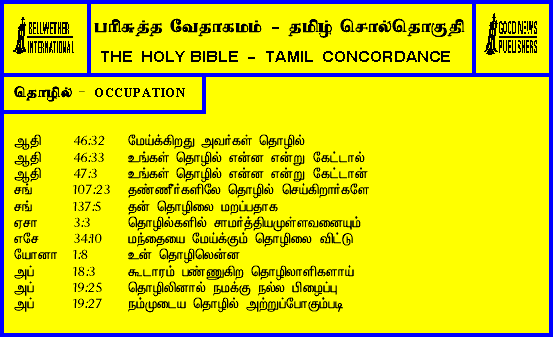 BELLWETHER
INTERNATIONAL
பரிசுத்த வேதாகமம் - தமிழ் சொல்தொகுதி
THE HOLY BIBLE - TAMIL CONCORDANCE
GOOD NEWS
PUBLISHERS
தொழில் - OCCUPATION
ஆதி 46:32 மேய்க்கிறது அவர்கள் தொழில்
ஆதி 46:33 உங்கள் தொழில் என்ன என்று கேட்டால்
ஆதி 47:3 உங்கள் தொழில் என்ன என்று கேட்டான்
சங் 107:23 தண்ணீர்களிலே தொழில் செய்கிறார்களே
சங் 137:5 தன் தொழிலை மறப்பதாக
ஏசா 3:3 தொழில்களில் சாமர்த்தியமுள்ளவனையும்
எசே 34:10 மந்தையை மேய்க்கும் தொழிலை விட்டு
யோனா 1:8 உன் தொழிலென்ன
அப் 18:3 கூடாரம் பண்ணுகிற தொழிலாளிகளாய்
அப் 19:25 தொழிலினால் நமக்கு நல்ல பிழைப்பு
அப் 19:27 நம்முடைய தொழில் அற்றுப்போகும்படி